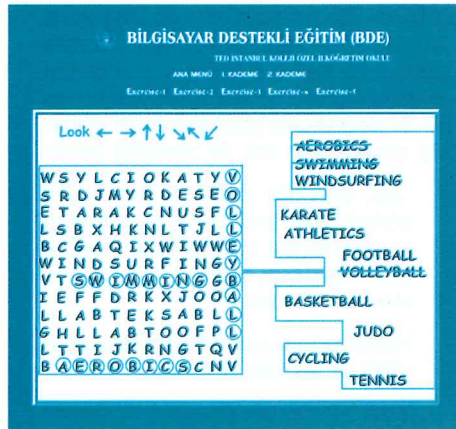 BİLGİSAYAR DESTEKLİ EĞİTİM (BDE)
TED ISTANBUL KOLEJİ ÖZEL İLKÖĞRETİM OKULU
ANA MENÜ 1. KADEME 2. KADEME
Exercise-1 Exercise-2 Exercise-3 Exercise-4 Exercise-5
Look ← → ↑ ↓ ↘ ↖ ↙
W S Y L C I O K A T Y V
S R D J M Y R D E S E O
E T A R A K C N U S F L
L S B X H K N L T J L L
B C G A Q I X W I W W E
W I N D S U R F I N G Y
V T S W I M M I N G G B
I E F F D R K X J O O A
L L A B T E K S A B L L
G H L L A B T O O F P L
L T T I J K R N G T Q V
B A E R O B I C S C N V
AEROBICS
SWIMMING
WINDSURFING
KARATE
ATHLETICS
FOOTBALL
VOLLEYBALL
BASKETBALL
JUDO
CYCLING
TENNIS